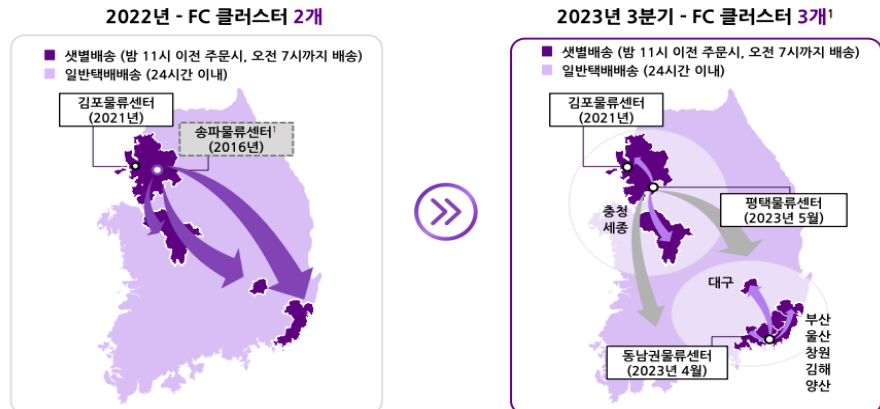 2022년 - FC 클러스터 2개
샛별배송 (밤 11시 이전 주문시, 오전 7시까지 배송)
일반택배배송 (24시간 이내)
김포물류센터
(2021년)
송파물류센터¹
(2016년)
2023년 3분기 - FC 클러스터 3개¹
샛별배송 (밤 11시 이전 주문시, 오전 7시까지 배송)
일반택배배송 (24시간 이내)
김포물류센터
(2021년)
평택물류센터
(2023년 5월)
충청
세종
대구
부산
울산
창원
김해
양산
동남권물류센터
(2023년 4월)